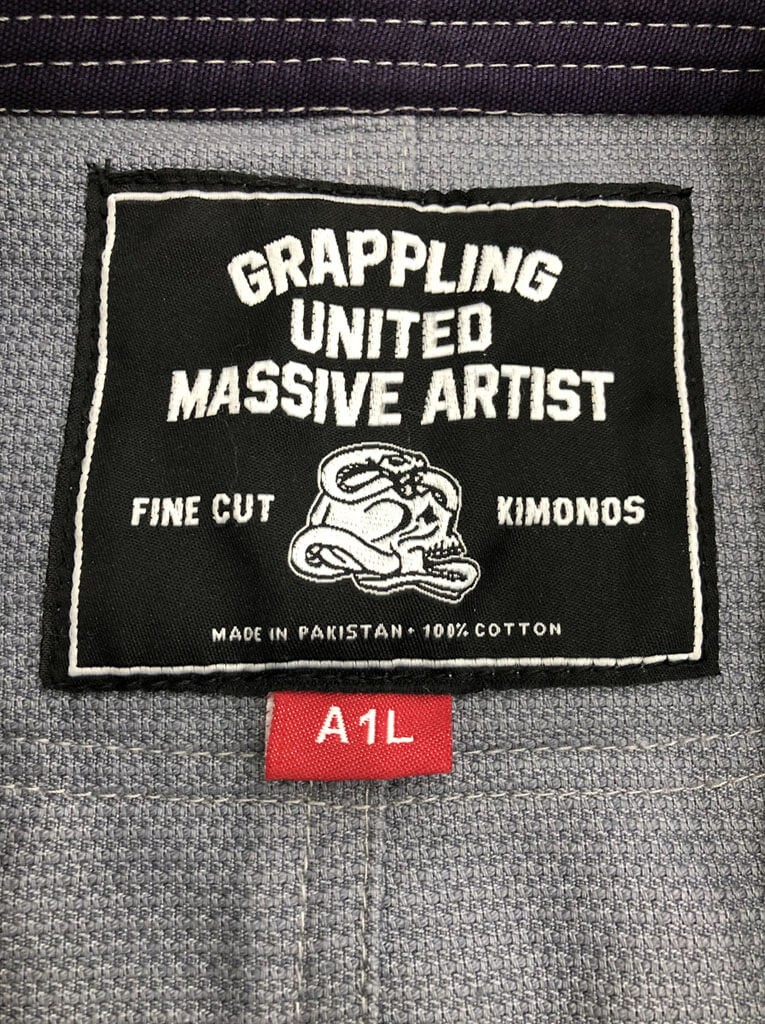 GRAPPLING
UNITED
MASSIVE ARTIST
FINE CUT KIMONOS
MADE IN PAKISTAN • 100% COTTON
A1L